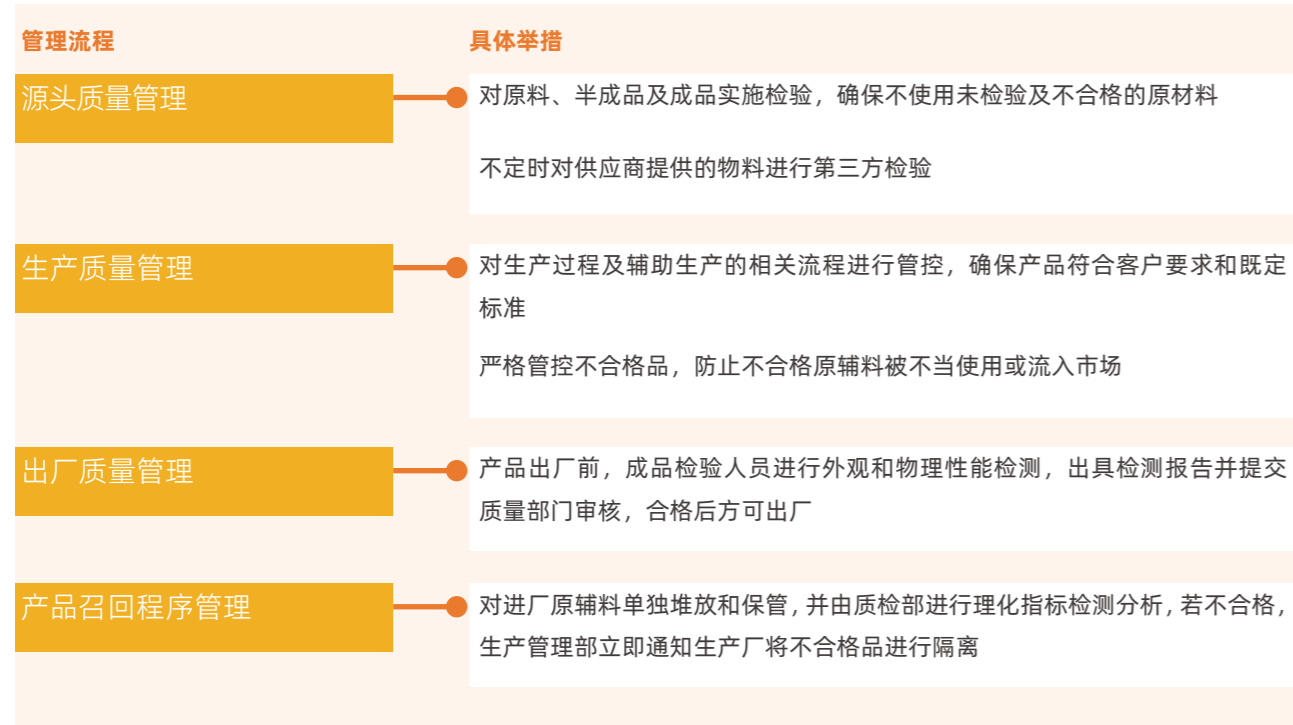 管理流程
具体举措
源头质量管理
对原料、半成品及成品实施检验，确保不使用未检验及不合格的原材料
不定时对供应商提供的物料进行第三方检验
生产质量管理
对生产过程及辅助生产的相关流程进行管控，确保产品符合客户要求和既定
标准
严格管控不合格品，防止不合格原辅料被不当使用或流入市场
出厂质量管理
产品出厂前，成品检验人员进行外观和物理性能检测，出具检测报告并提交
质量部门审核，合格后方可出厂
产品召回程序管理
对进厂原辅料单独堆放和保管，并由质检部进行理化指标检测分析，若不合格，
生产管理部立即通知生产厂将不合格品进行隔离